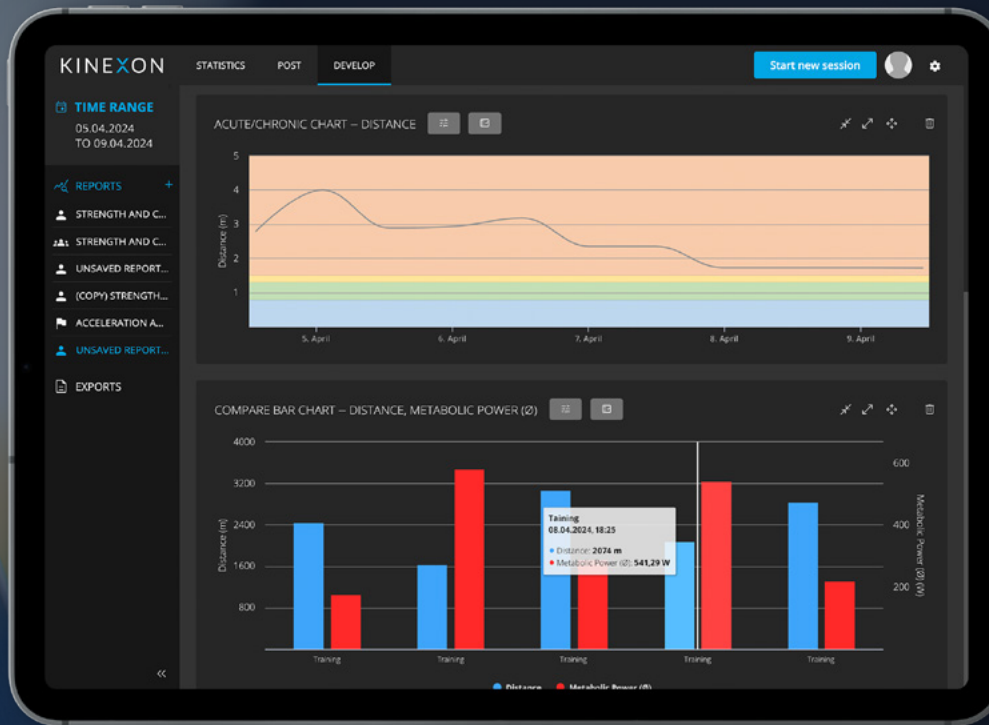 KINEXON
STATISTICS
POST
DEVELOP
Start new session
TIME RANGE
05.04.2024
TO 09.04.2024
REPORTS +
STRENGTH AND C...
STRENGTH AND C...
UNSAVED REPORT...
(COPY) STRENGTH...
ACCELERATION A...
UNSAVED REPORT...
EXPORTS
«
ACUTE/CHRONIC CHART – DISTANCE
Distance (m)
5
4
3
2
1
5. April
6. April
7. April
8. April
9. April
COMPARE BAR CHART – DISTANCE, METABOLIC POWER (Ø)
Distance (m)
4000
3200
2400
1600
800
600
400
200
Metabolic Power (Ø) (W)
Taining
08.04.2024, 18:25
Distance: 2074 m
Metabolic Power (Ø): 541,29 W
Training
Training
Training
Training
Training
Distance
Metabolic Power (Ø)